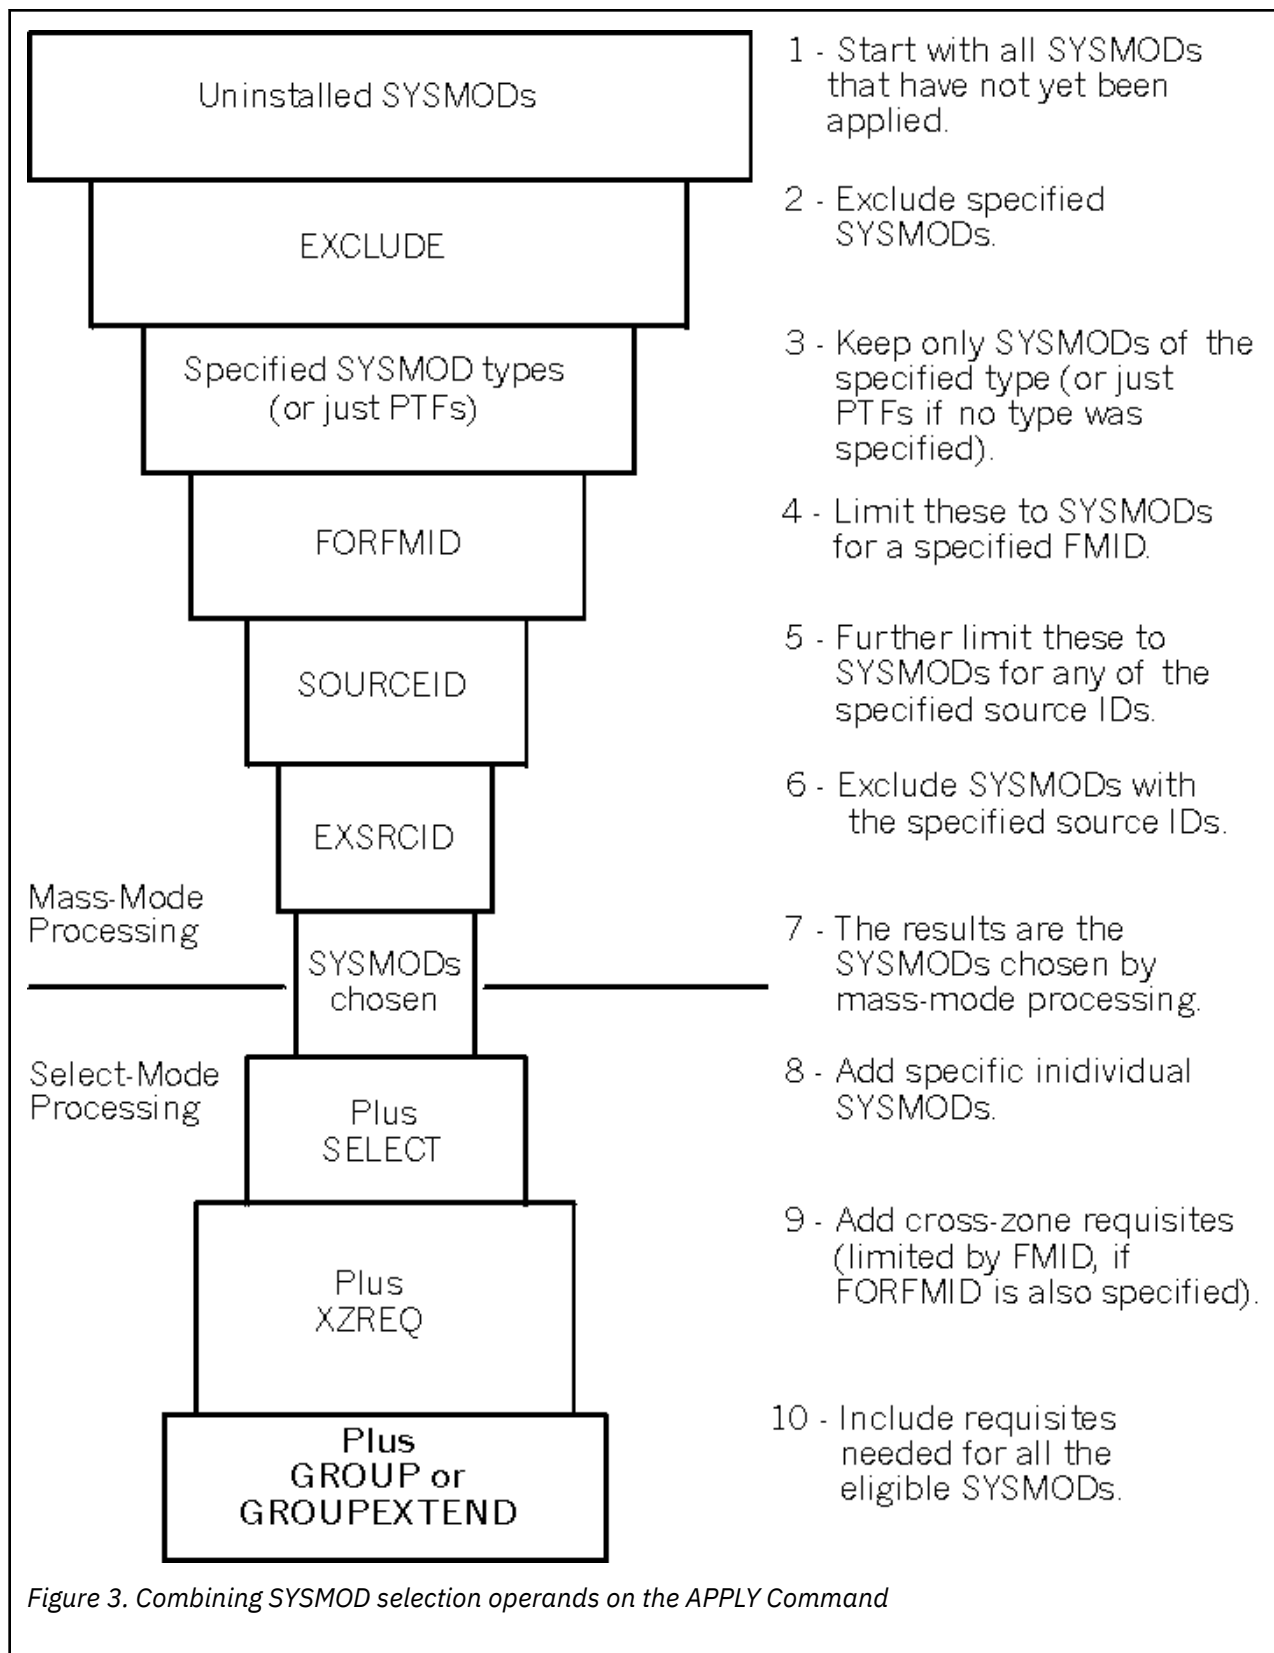 Uninstalled SYSMODs
1 - Start with all SYSMODs
that have not yet been
applied.
EXCLUDE
2 - Exclude specified
SYSMODs.
Specified SYSMOD types
(or just PTFs)
3 - Keep only SYSMODs of the
specified type (or just
PTFs if no type was
specified).
FORFMID
4 - Limit these to SYSMODs
for a specified FMID.
SOURCEID
5 - Further limit these to
SYSMODs for any of the
specified source IDs.
EXSRCID
6 - Exclude SYSMODs with
the specified source IDs.
Mass-Mode
Processing
SYSMODs
chosen
7 - The results are the
SYSMODs chosen by
mass-mode processing.
Select-Mode
Processing
Plus
SELECT
8 - Add specific inidividual
SYSMODs.
Plus
XZREQ
9 - Add cross-zone requisites
(limited by FMID, if
FORFMID is also specified).
Plus
GROUP or
GROUPEXTEND
10 - Include requisites
needed for all the
eligible SYSMODs.
Figure 3. Combining SYSMOD selection operands on the APPLY Command